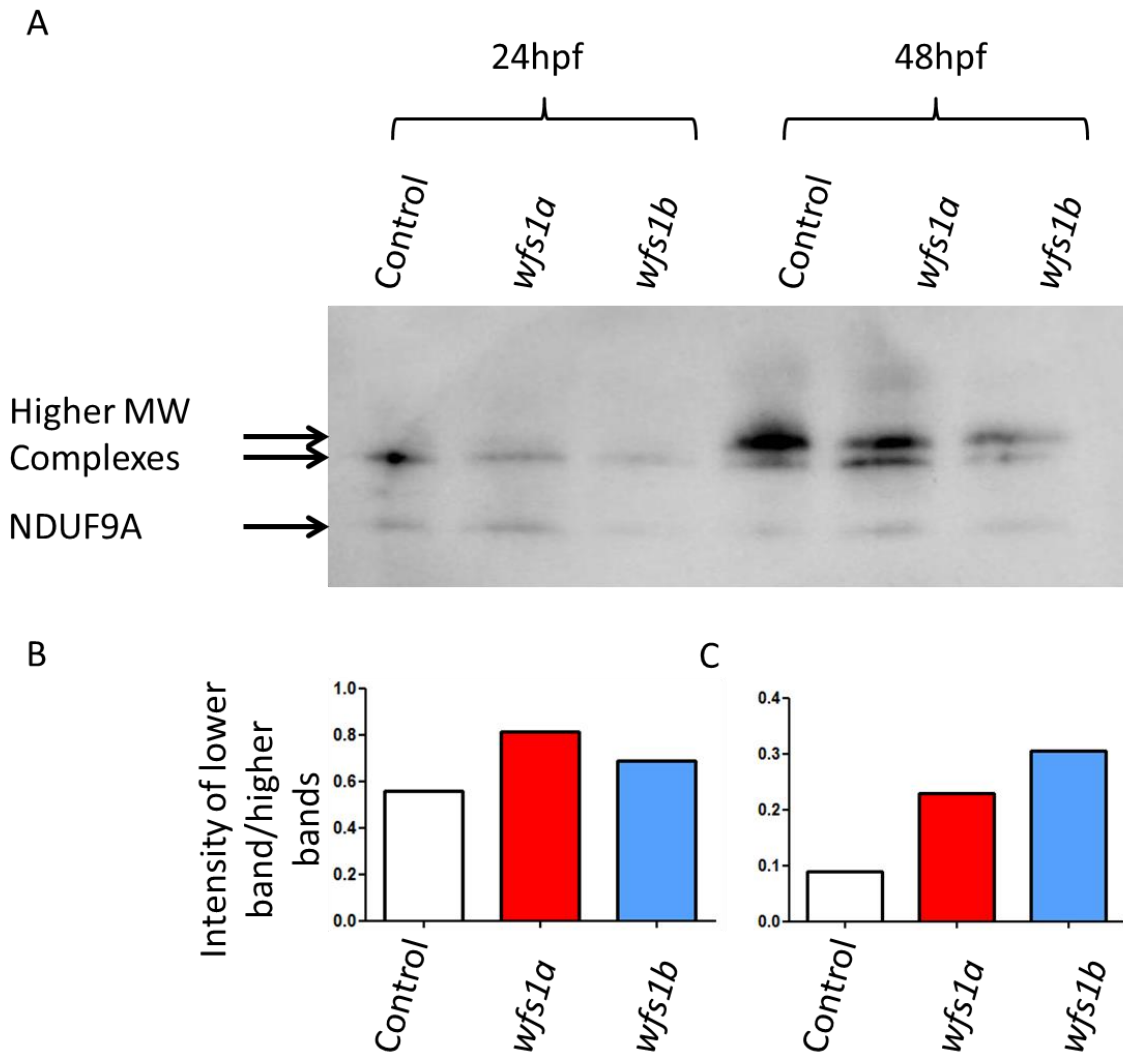 A
24hpf
48hpf
Control
wfs1a
wfs1b
Control
wfs1a
wfs1b
Higher MW
Complexes
NDUF9A
B
Intensity of lower
band/higher
bands
1.0
0.8
0.6
0.4
0.2
0.0
Control
wfs1a
wfs1b
C
0.4
0.3
0.2
0.1
0.0
Control
wfs1a
wfs1b